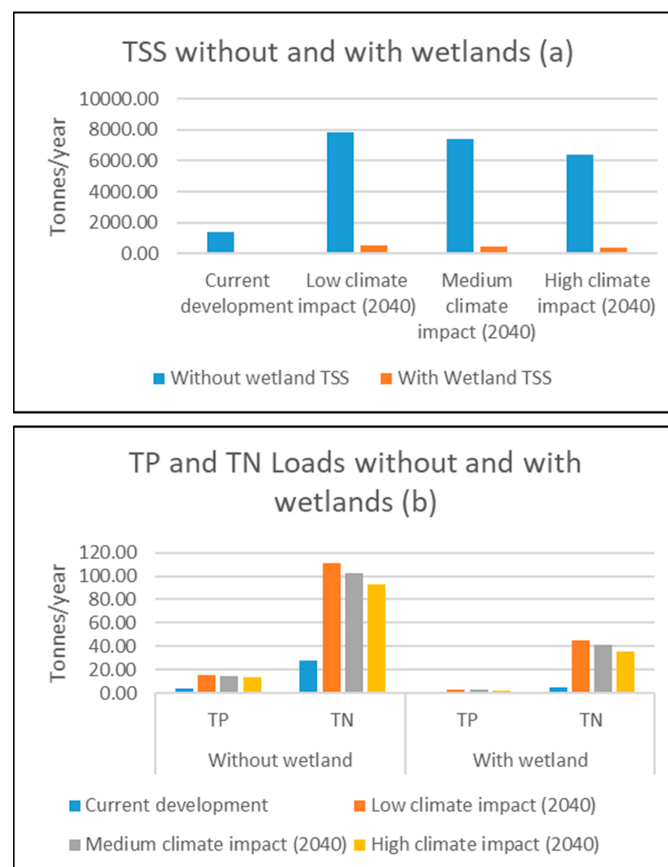 TSS without and with wetlands (a)
Tonnes/year
10000.00
8000.00
6000.00
4000.00
2000.00
0.00
Current development
Low climate impact (2040)
Medium climate impact (2040)
High climate impact (2040)
Without wetland TSS
With Wetland TSS
TP and TN Loads without and with
wetlands (b)
Tonnes/year
120.00
100.00
80.00
60.00
40.00
20.00
0.00
TP
TN
TP
TN
Without wetland
With wetland
Current development
Low climate impact (2040)
Medium climate impact (2040)
High climate impact (2040)